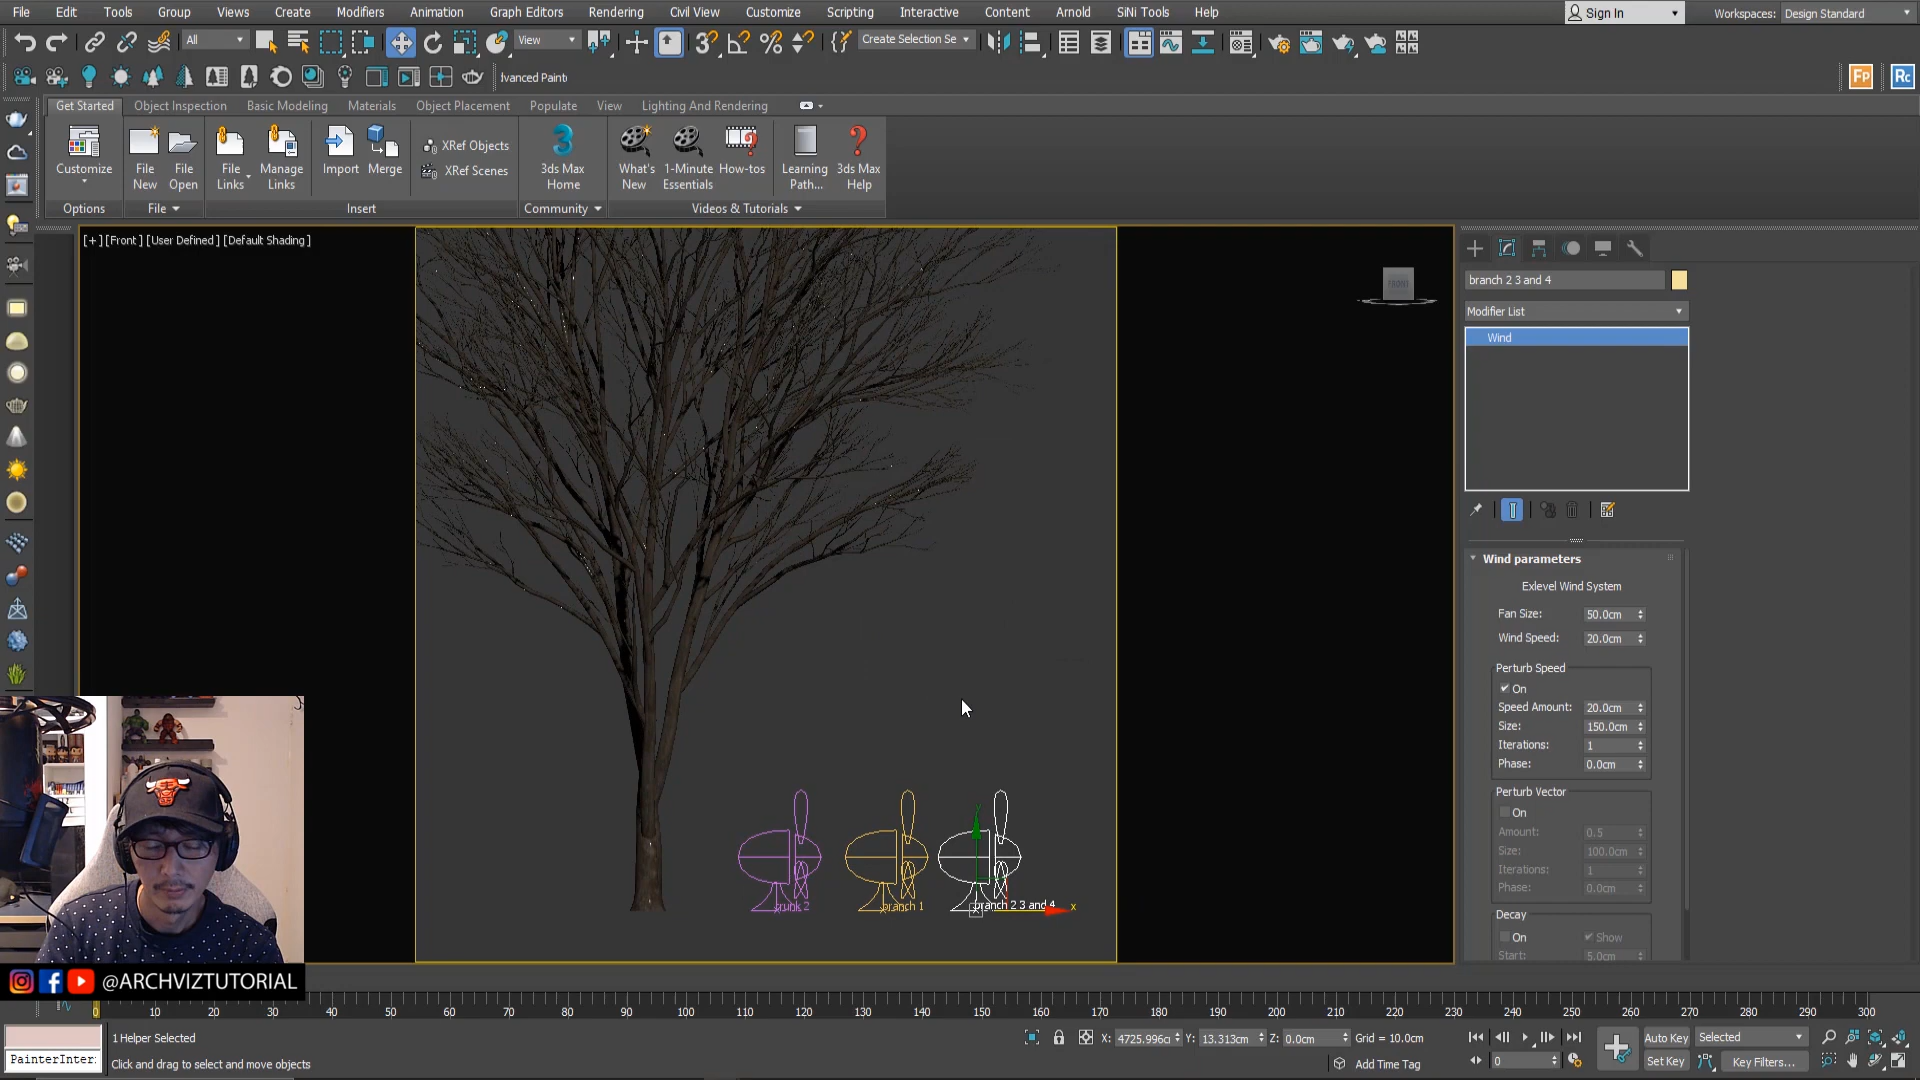 File Edit Tools Group Views Create Modifiers Animation Graph Editors Rendering Civil View Customize Scripting Interactive Content Arnold SiNi Tools Help
Sign In Workspaces: Design Standard
All View Create Selection Se
Fp Rc
Get Started Object Inspection Basic Modeling Materials Object Placement Populate View Lighting And Rendering
Customize File New File Open File Links Manage Links Import Merge XRef Objects XRef Scenes 3ds Max Home What's New 1-Minute Essentials How-tos Learning Path... 3ds Max Help
Options File Insert Community Videos & Tutorials
[+] [Front] [User Defined] [Default Shading]
FRONT
branch 2 3 and 4
Modifier List
Wind
Wind parameters
Exlevel Wind System
Fan Size: 50.0cm
Wind Speed: 20.0cm
Perturb Speed
On
Speed Amount: 20.0cm
Size: 150.0cm
Iterations: 1
Phase: 0.0cm
Perturb Vector
On
Amount: 0.5
Size: 100.0cm
Iterations: 1
Phase: 0.0cm
Decay
On Show
Start: 5.0cm
branch 1
branch 2 3 and 4
x
@ARCHVIZTUTORIAL
0 10 20 30 40 50 60 70 80 90 100 110 120 130 140 150 160 170 180 190 200 210 220 230 240 250 260 270 280 290 300
1 Helper Selected
X: 4725.996c Y: 13.313cm Z: 0.0cm Grid = 10.0cm
Auto Key Selected
PainterInter:
Click and drag to select and move objects
Add Time Tag
0
Set Key Key Filters...